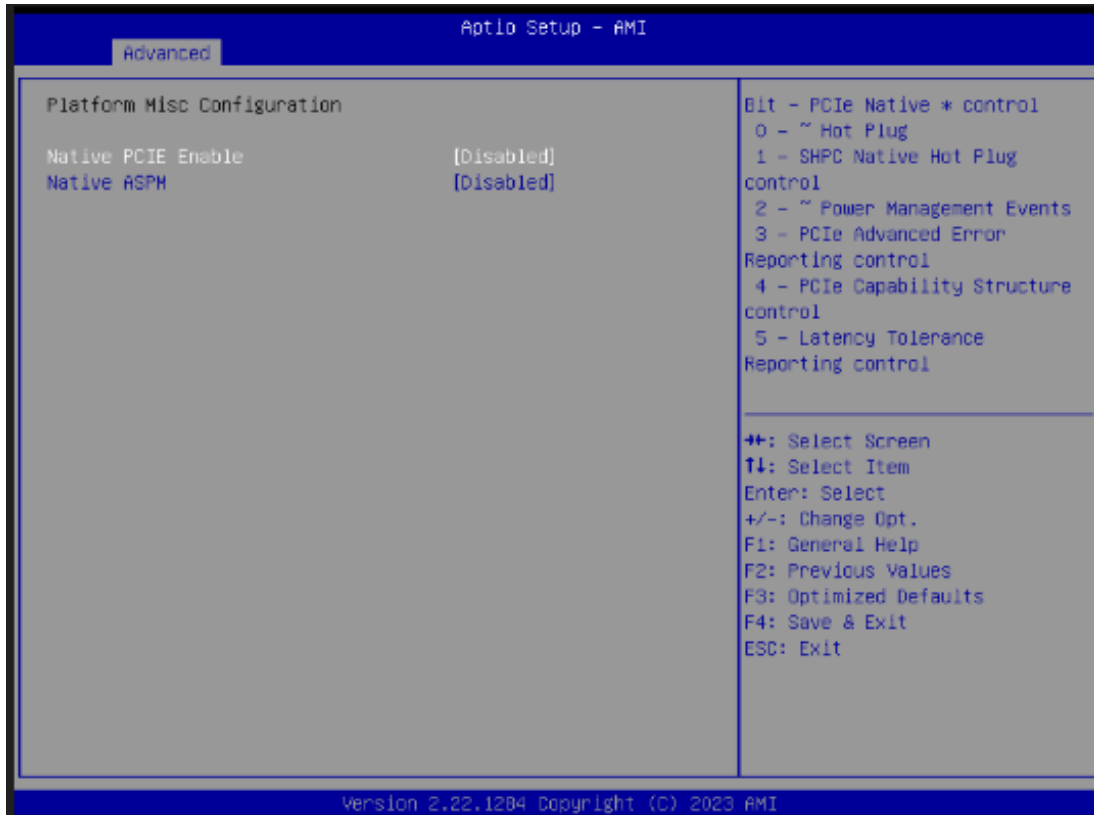 Aptio Setup - AMI
Advanced
Platform Misc Configuration
Native PCIE Enable [Disabled]
Native ASPM [Disabled]
Bit - PCIe Native * control
0 - ~ Hot Plug
1 - SHPC Native Hot Plug
control
2 - ~ Power Management Events
3 - PCIe Advanced Error
Reporting control
4 - PCIe Capability Structure
control
5 - Latency Tolerance
Reporting control
→←: Select Screen
↑↓: Select Item
Enter: Select
+/-: Change Opt.
F1: General Help
F2: Previous Values
F3: Optimized Defaults
F4: Save & Exit
ESC: Exit
Version 2.22.1284 Copyright (C) 2023 AMI